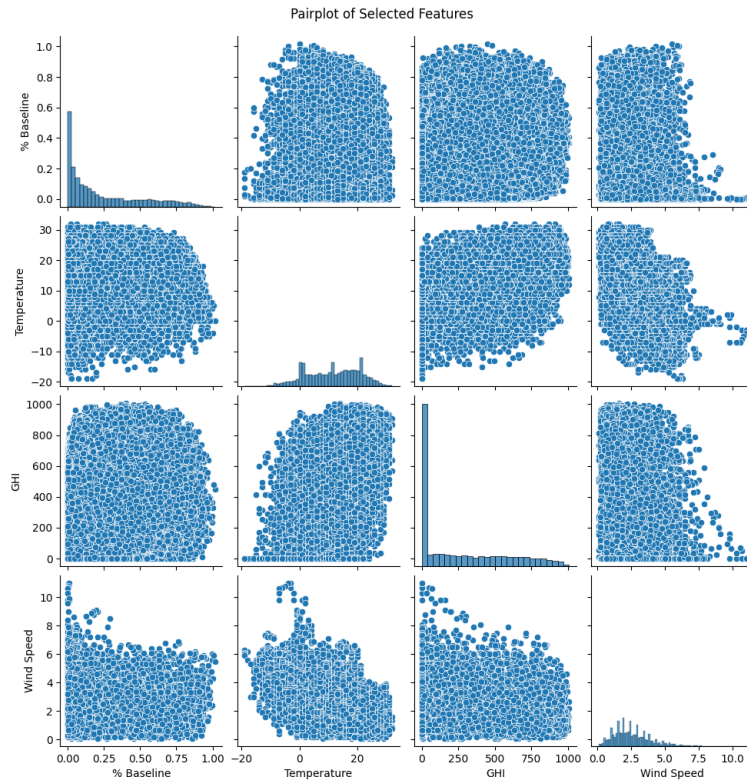 Pairplot of Selected Features
% Baseline
1.0
0.8
0.6
0.4
0.2
0.0
Temperature
30
20
10
0
−10
−20
GHI
1000
800
600
400
200
0
Wind Speed
10
8
6
4
2
0
0.00 0.25 0.50 0.75 1.00
% Baseline
−20 0 20
Temperature
0 250 500 750 1000
GHI
0.0 2.5 5.0 7.5 10.0
Wind Speed